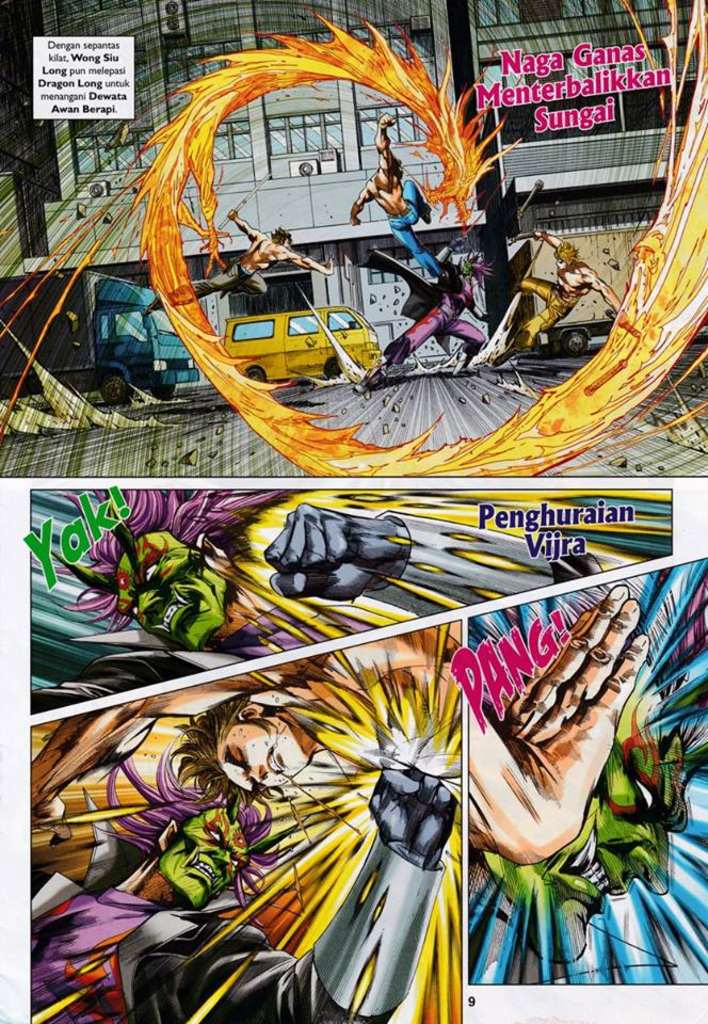 Dengan sepantas
kilat, Wong Siu
Long pun melepasi
Dragon Long untuk
menangani Dewata
Awan Berapi.
Naga Ganas
Menterbalikkan
Sungai
Yak!
Penghuraian
Vijra
PANG!
9